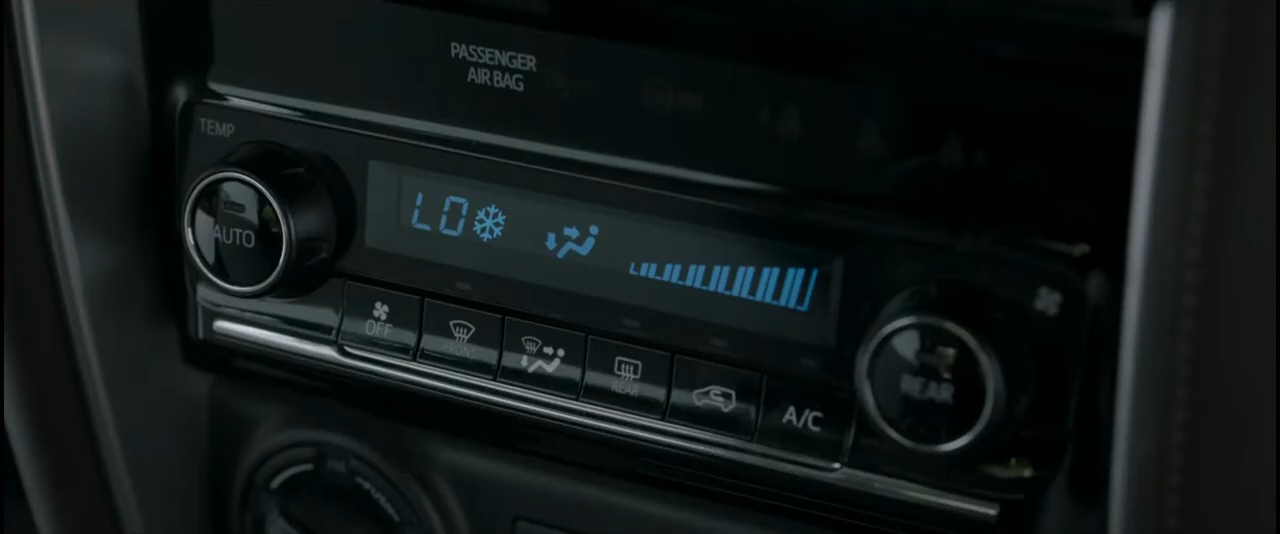 PASSENGER
AIR BAG
TEMP
AUTO
LO
OFF
FRONT
REAR
A/C
REAR